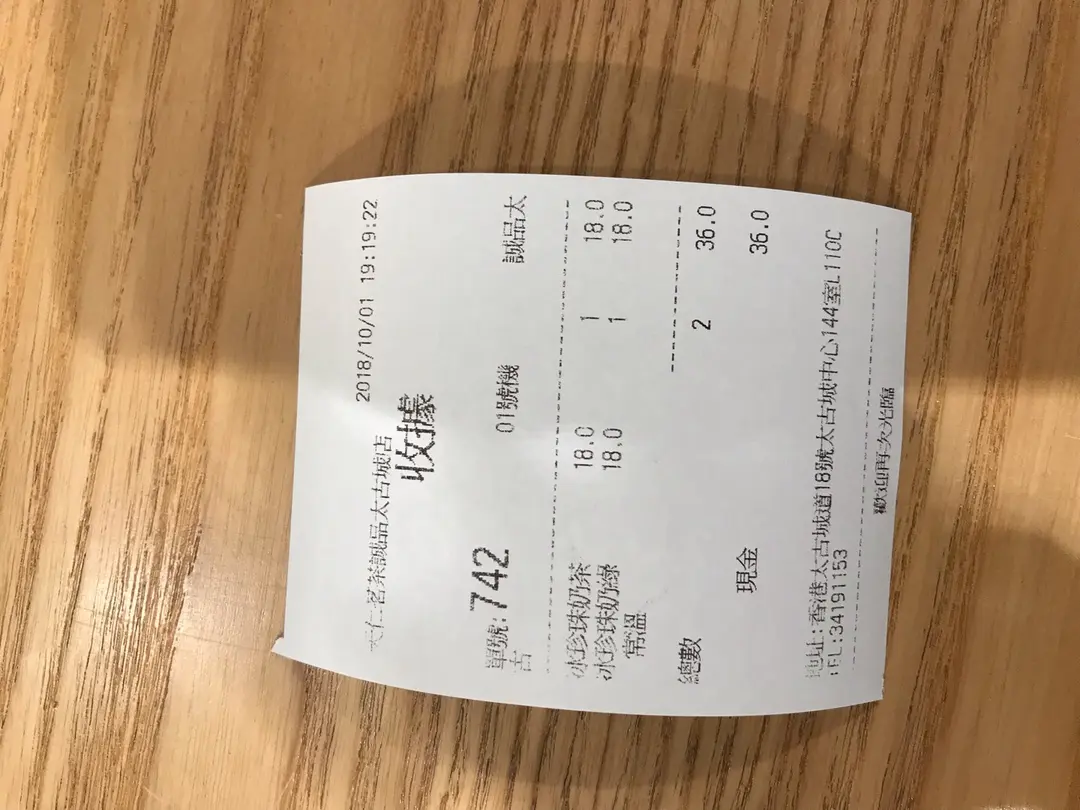 天仁茗茶誠品太古城店
2018/10/01 19:19:22
收據
單號:742 01號機 誠品太
古
冰珍珠奶茶 18.0 1 18.0
冰珍珠奶綠 18.0 1 18.0
常溫
總數 2 36.0
現金 36.0
地址:香港太古城道18號太古城中心144室L110C
TEL:34191153
歡迎再次光臨